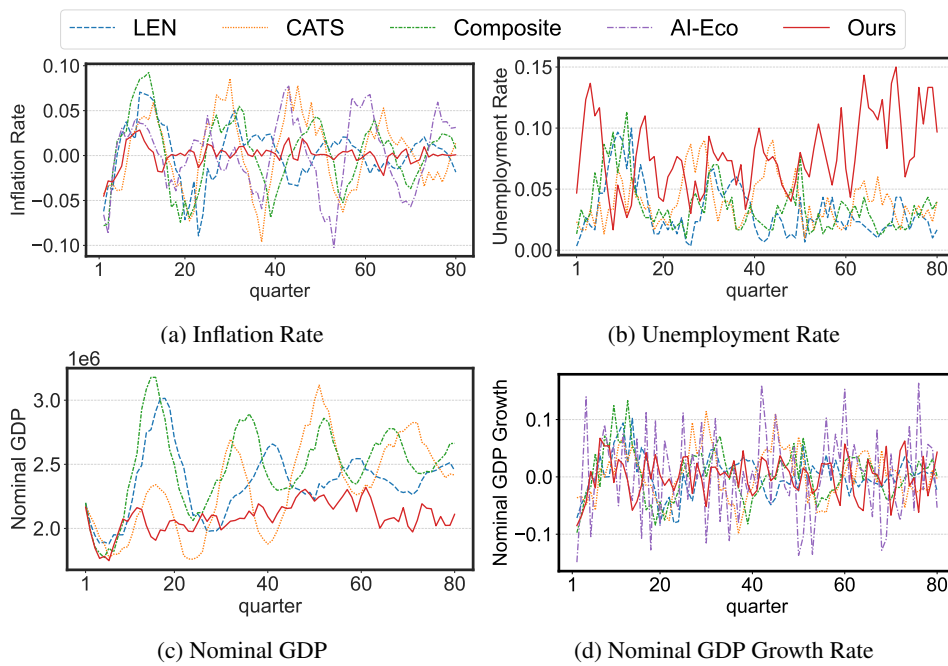 LEN CATS Composite AI-Eco Ours
0.10
0.05
0.00
−0.05
−0.10
Inflation Rate
1 20 40 60 80
quarter
(a) Inflation Rate
0.15
0.10
0.05
0.00
Unemployment Rate
1 20 40 60 80
quarter
(b) Unemployment Rate
1e6
3.0
2.5
2.0
Nominal GDP
1 20 40 60 80
quarter
(c) Nominal GDP
0.1
0.0
−0.1
Nominal GDP Growth
1 20 40 60 80
quarter
(d) Nominal GDP Growth Rate